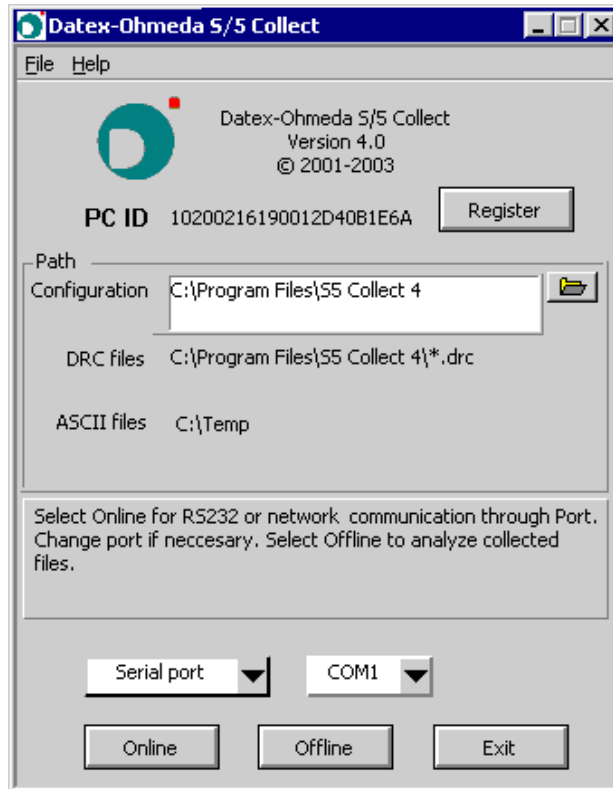 Datex-Ohmeda S/5 Collect
File Help
Datex-Ohmeda S/5 Collect
Version 4.0
© 2001-2003
PC ID 10200216190012D40B1E6A Register
Path
Configuration C:\Program Files\S5 Collect 4
DRC files C:\Program Files\S5 Collect 4\*.drc
ASCII files C:\Temp
Select Online for RS232 or network communication through Port.
Change port if neccesary. Select Offline to analyze collected
files.
Serial port COM1
Online Offline Exit